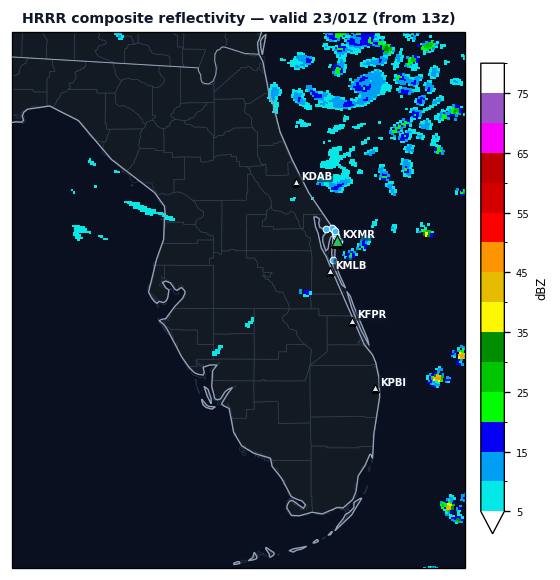 HRRR composite reflectivity — valid 23/01Z (from 13z)
KDAB
KXMR
KMLB
KFPR
KPBI
75
65
55
45
35
25
15
5
dBZ